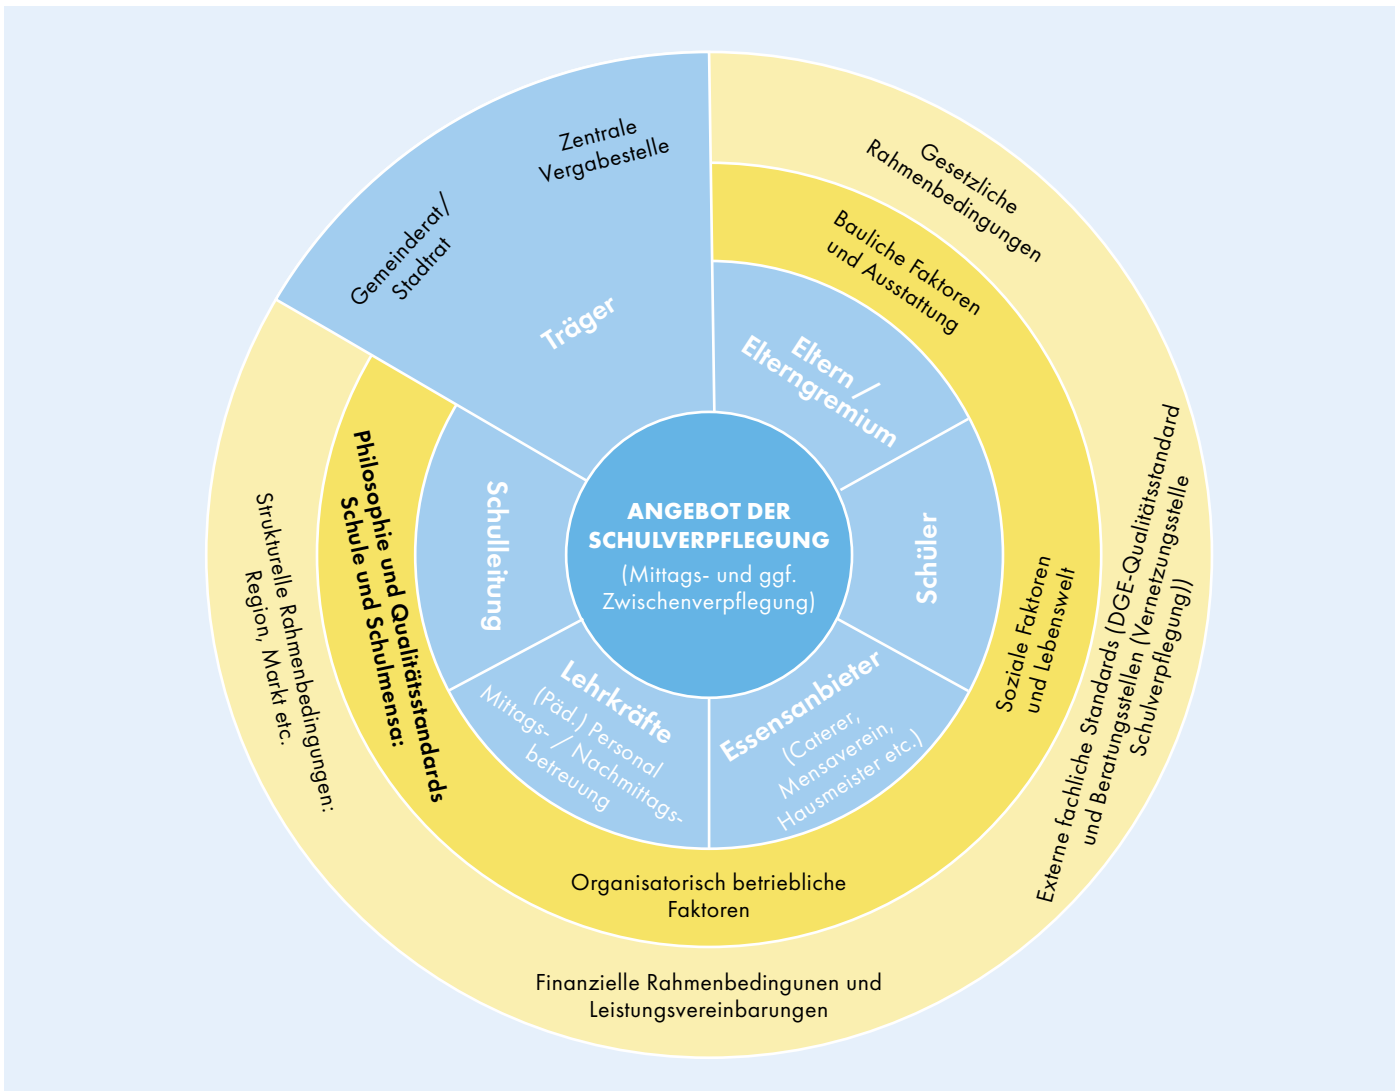 Zentrale
Vergabestelle
Gemeinderat/
Stadtrat
Träger
Gesetzliche
Rahmenbedingungen
Bauliche Faktoren
und Ausstattung
Eltern /
Elterngremium
Schüler
Soziale Faktoren
und Lebenswelt
Externe fachliche Standards (DGE-Qualitätsstandard
und Beratungsstellen (Vernetzungsstelle
Schulverpflegung))
ANGEBOT DER
SCHULVERPFLEGUNG
(Mittags- und ggf.
Zwischenverpflegung)
Essensanbieter
(Caterer,
Mensaverein,
Hausmeister etc.)
Lehrkräfte
(Päd.) Personal
Mittags- / Nachmittags-
betreuung
Schulleitung
Philosophie und Qualitätsstandards
Schule und Schulmensa:
Strukturelle Rahmenbedingungen:
Region, Markt etc.
Organisatorisch betriebliche
Faktoren
Finanzielle Rahmenbedingunen und
Leistungsvereinbarungen